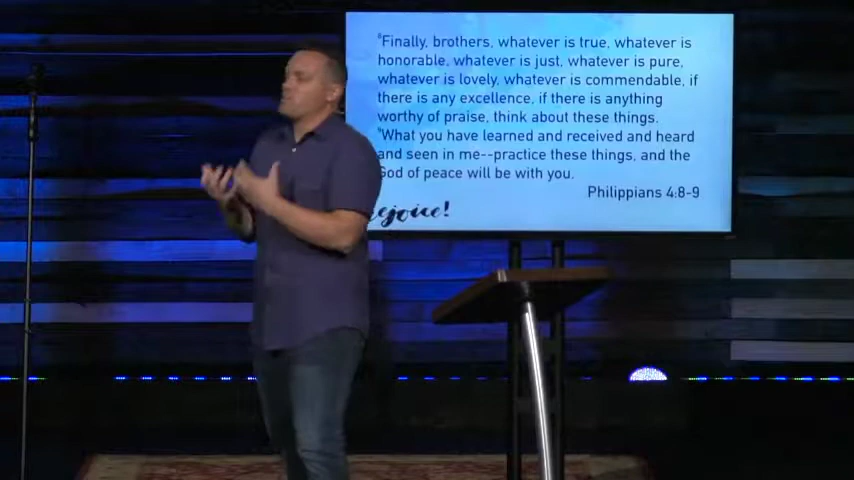 ⁸Finally, brothers, whatever is true, whatever is
honorable, whatever is just, whatever is pure,
whatever is lovely, whatever is commendable, if
there is any excellence, if there is anything
worthy of praise, think about these things.
⁹What you have learned and received and heard
and seen in me--practice these things, and the
God of peace will be with you.
Philippians 4:8-9
rejoice!